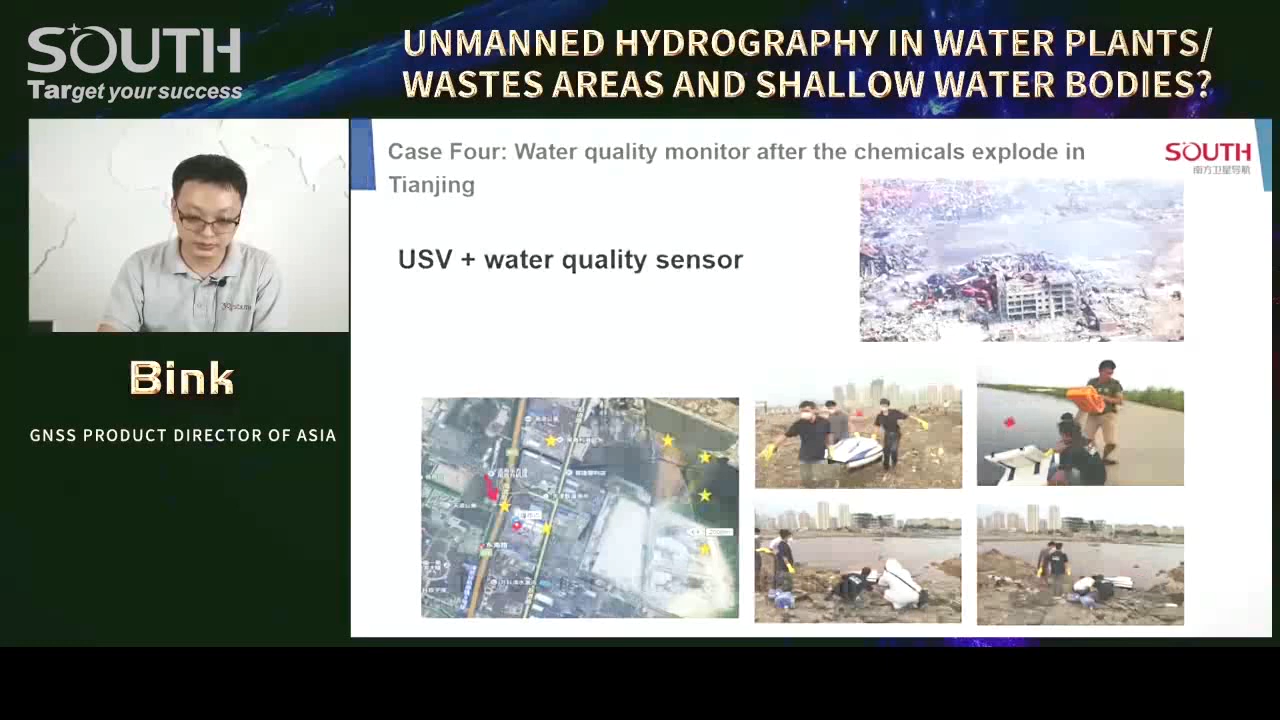 SOUTH
Target your success
UNMANNED HYDROGRAPHY IN WATER PLANTS/
WASTES AREAS AND SHALLOW WATER BODIES?
Case Four: Water quality monitor after the chemicals explode in
Tianjing
SOUTH
南方卫星导航
USV + water quality sensor
Bink
GNSS PRODUCT DIRECTOR OF ASIA